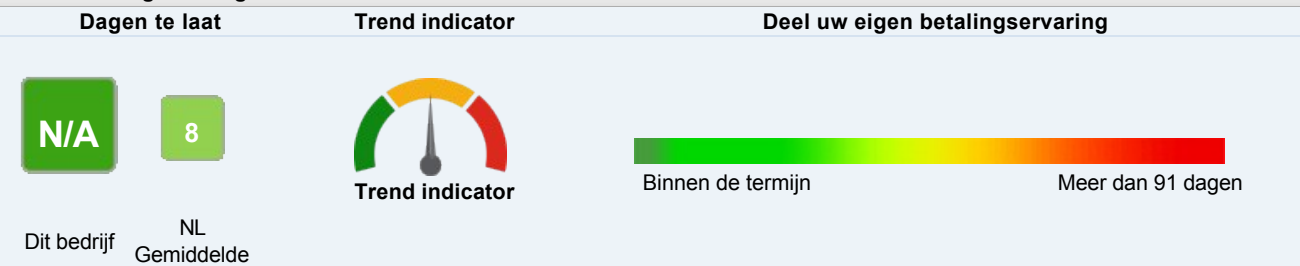 Dagen te laat
Trend indicator
Deel uw eigen betalingservaring
N/A
8
Trend indicator
Binnen de termijn
Meer dan 91 dagen
Dit bedrijf
NL
Gemiddelde